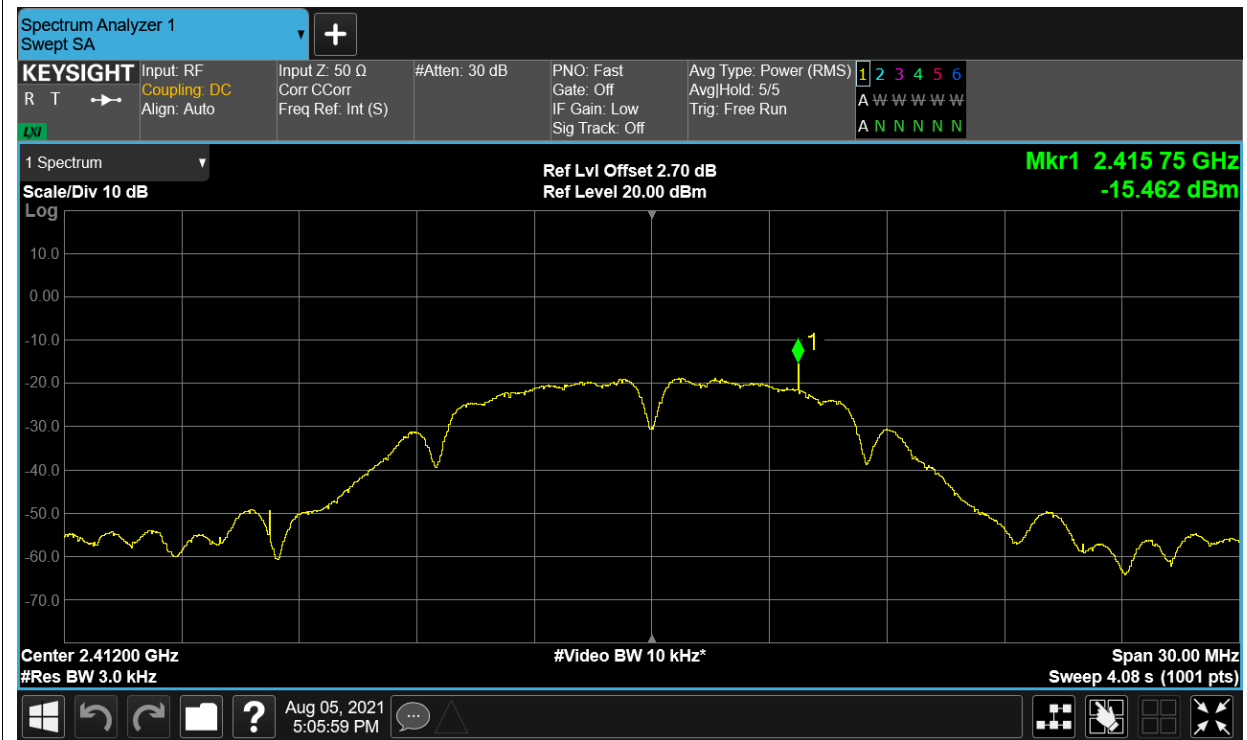 Spectrum Analyzer 1
Swept SA
KEYSIGHT
R T
LXI
Input: RF
Coupling: DC
Align: Auto
Input Z: 50 Ω
Corr CCorr
Freq Ref: Int (S)
#Atten: 30 dB
PNO: Fast
Gate: Off
IF Gain: Low
Sig Track: Off
Avg Type: Power (RMS)
Avg|Hold: 5/5
Trig: Free Run
1 2 3 4 5 6
A W W W W W
A N N N N N
1 Spectrum
Scale/Div 10 dB
Log
Ref Lvl Offset 2.70 dB
Ref Level 20.00 dBm
Mkr1 2.415 75 GHz
-15.462 dBm
10.0
0.00
-10.0
-20.0
-30.0
-40.0
-50.0
-60.0
-70.0
1
Center 2.41200 GHz
#Res BW 3.0 kHz
#Video BW 10 kHz*
Span 30.00 MHz
Sweep 4.08 s (1001 pts)
?
Aug 05, 2021
5:05:59 PM